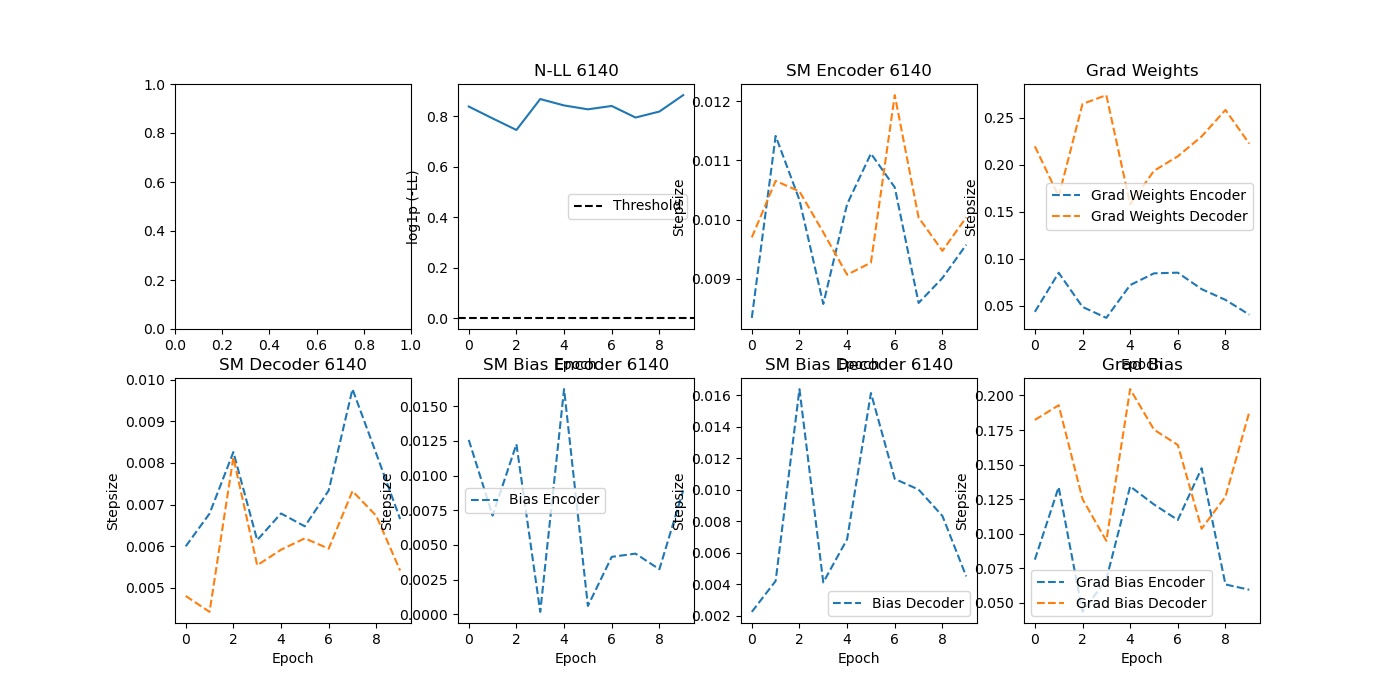 N-LL 6140
SM Encoder 6140
Grad Weights
1.0
0.8
0.6
0.4
0.2
0.0
0.0 0.2 0.4 0.6 0.8 1.0
log1p (-LL)
0.8
0.6
0.4
0.2
0.0
Threshold
0 2 4 6 8
Epoch
Stepsize
0.012
0.011
0.010
0.009
0 2 4 6 8
Epoch
Stepsize
0.25
0.20
0.15
0.10
0.05
Grad Weights Encoder
Grad Weights Decoder
0 2 4 6 8
Epoch
SM Decoder 6140
SM Bias Encoder 6140
SM Bias Decoder 6140
Grad Bias
Stepsize
0.010
0.009
0.008
0.007
0.006
0.005
0 2 4 6 8
Epoch
Stepsize
0.0150
0.0125
0.0100
0.0075
0.0050
0.0025
0.0000
Bias Encoder
0 2 4 6 8
Epoch
Stepsize
0.016
0.014
0.012
0.010
0.008
0.006
0.004
0.002
Bias Decoder
0 2 4 6 8
Epoch
Stepsize
0.200
0.175
0.150
0.125
0.100
0.075
0.050
Grad Bias Encoder
Grad Bias Decoder
0 2 4 6 8
Epoch